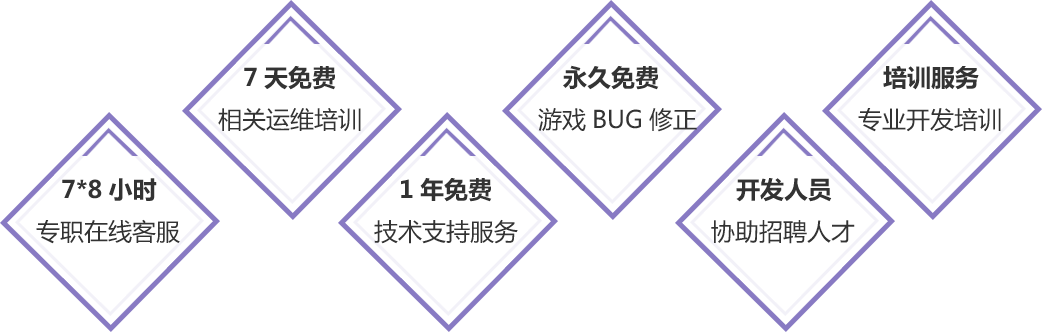 7*8 小时
专职在线客服
7 天免费
相关运维培训
1 年免费
技术支持服务
永久免费
游戏 BUG 修正
开发人员
协助招聘人才
培训服务
专业开发培训